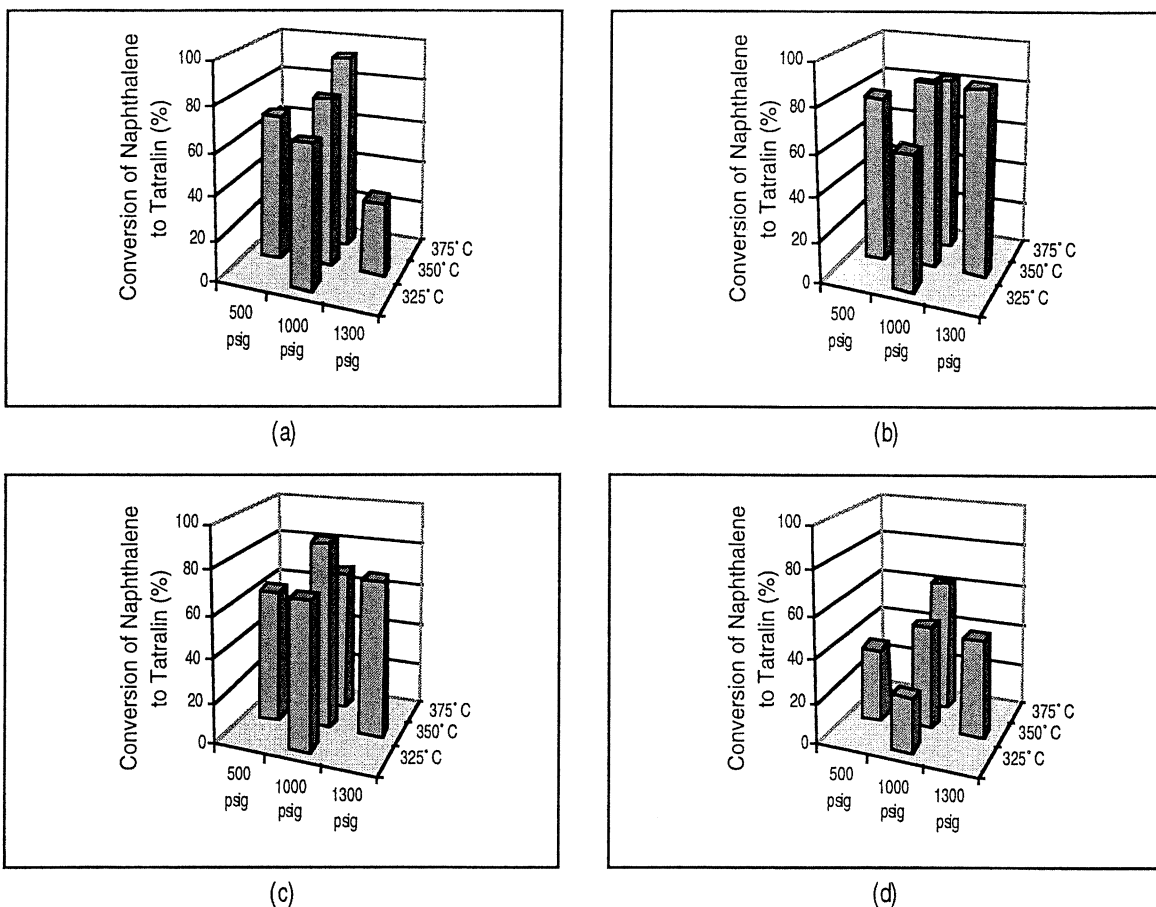 Conversion of Naphthalene
to Tatralin (%)
100
80
60
40
20
0
500
psig
1000
psig
1300
psig
375° C
350° C
325° C
(a)
Conversion of Naphthalene
to Tatralin (%)
100
80
60
40
20
0
500
psig
1000
psig
1300
psig
375° C
350° C
325° C
(b)
Conversion of Naphthalene
to Tatralin (%)
100
80
60
40
20
0
500
psig
1000
psig
1300
psig
375° C
350° C
325° C
(c)
Conversion of Naphthalene
to Tatralin (%)
100
80
60
40
20
0
500
psig
1000
psig
1300
psig
375° C
350° C
325° C
(d)